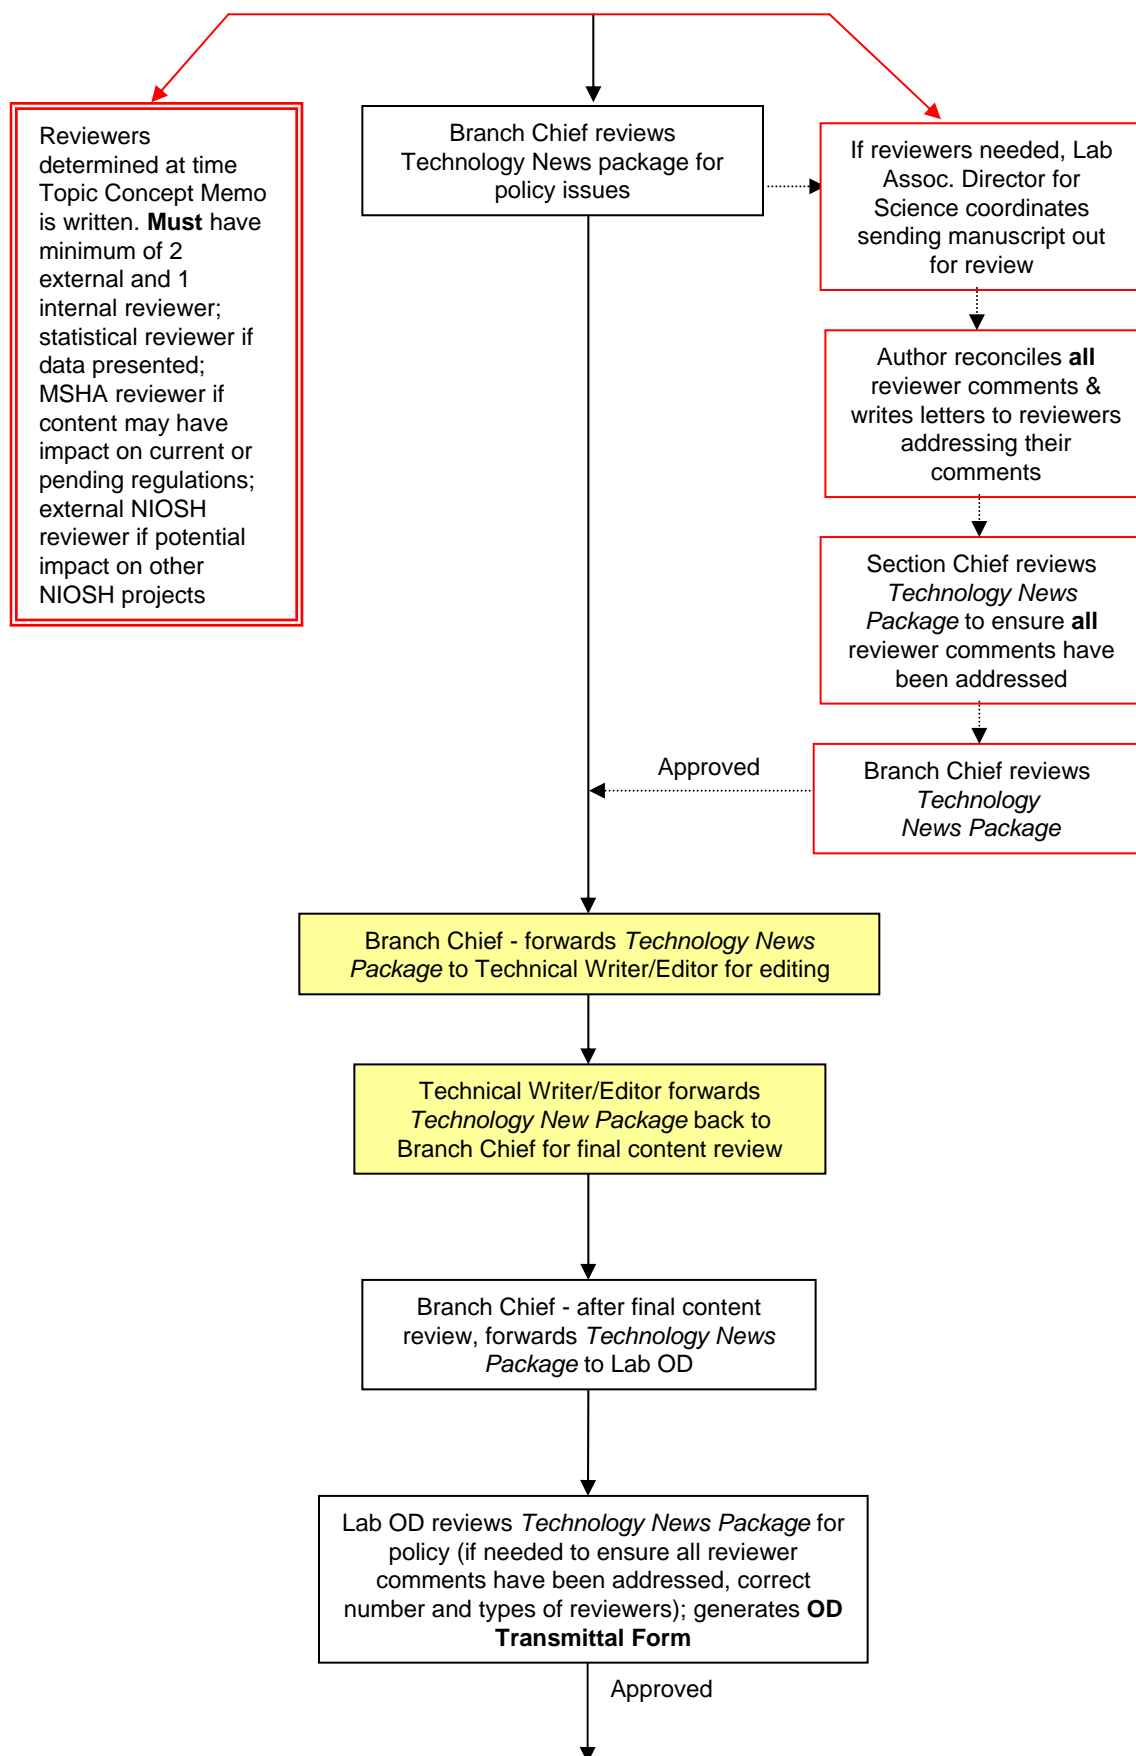 Reviewers
determined at time
Topic Concept Memo
is written. Must have
minimum of 2
external and 1
internal reviewer;
statistical reviewer if
data presented;
MSHA reviewer if
content may have
impact on current or
pending regulations;
external NIOSH
reviewer if potential
impact on other
NIOSH projects
Branch Chief reviews
Technology News package for
policy issues
If reviewers needed, Lab
Assoc. Director for
Science coordinates
sending manuscript out
for review
Author reconciles all
reviewer comments &
writes letters to reviewers
addressing their
comments
Section Chief reviews
Technology News
Package to ensure all
reviewer comments have
been addressed
Branch Chief reviews
Technology
News Package
Approved
Branch Chief - forwards Technology News
Package to Technical Writer/Editor for editing
Technical Writer/Editor forwards
Technology New Package back to
Branch Chief for final content review
Branch Chief - after final content
review, forwards Technology News
Package to Lab OD
Lab OD reviews Technology News Package for
policy (if needed to ensure all reviewer
comments have been addressed, correct
number and types of reviewers); generates OD
Transmittal Form
Approved